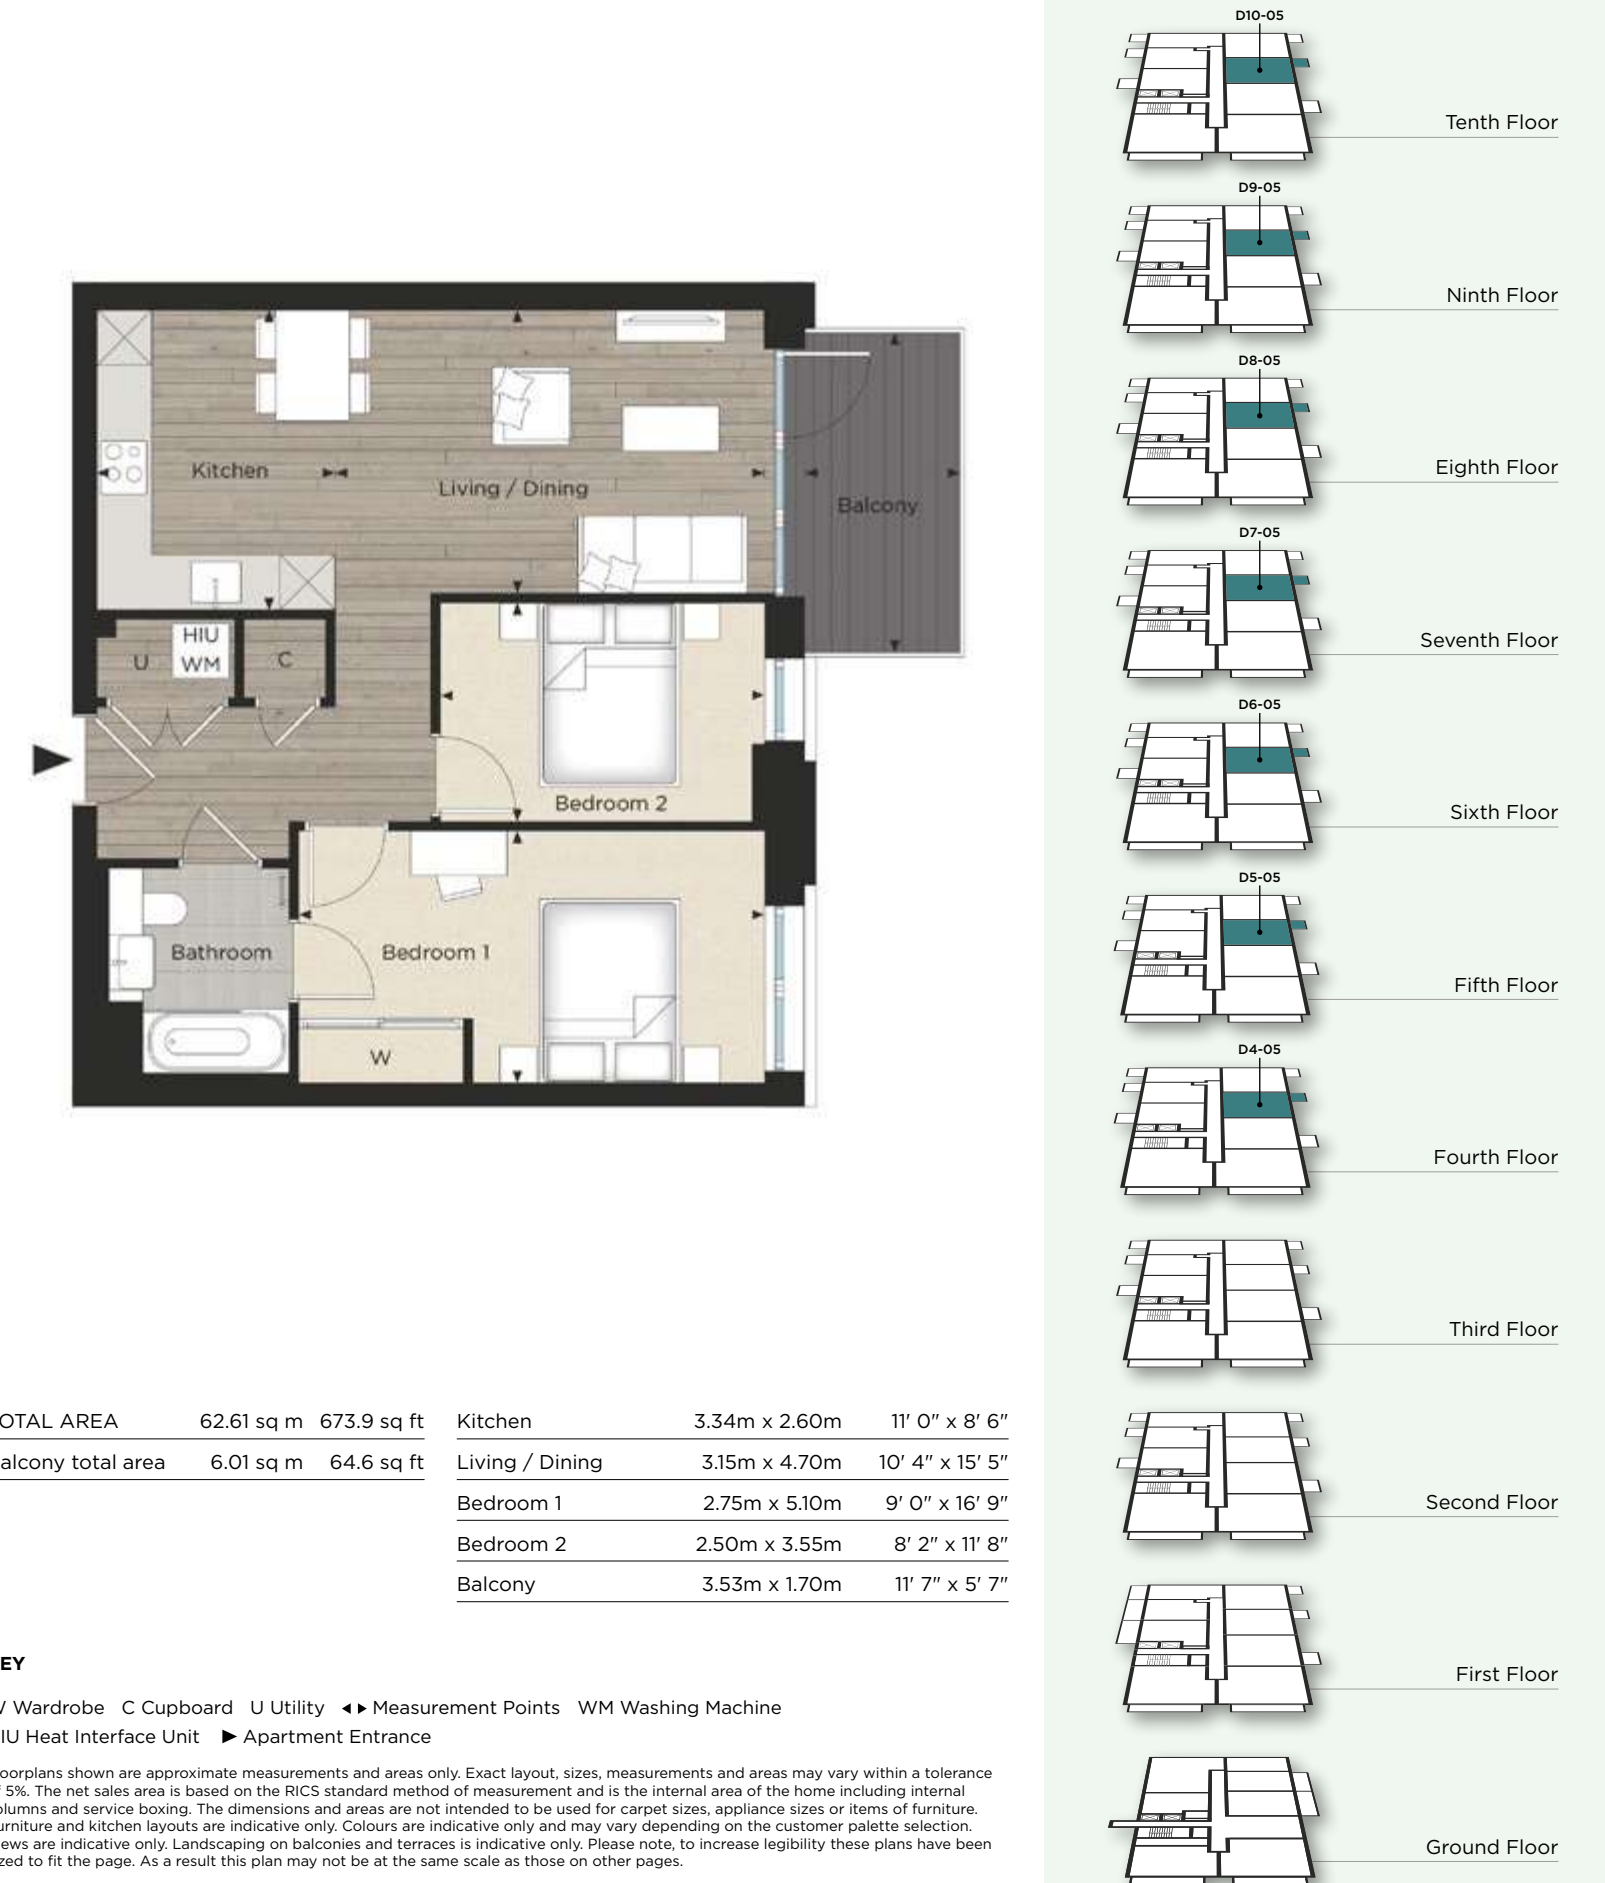 D10-05
Tenth Floor
D9-05
Ninth Floor
D8-05
Eighth Floor
D7-05
Seventh Floor
D6-05
Sixth Floor
D5-05
Fifth Floor
D4-05
Fourth Floor
Third Floor
Second Floor
First Floor
Ground Floor
Kitchen
Living / Dining
Balcony
HIU
U WM C
Bedroom 2
Bathroom
Bedroom 1
W
OTAL AREA 62.61 sq m 673.9 sq ft
alcony total area 6.01 sq m 64.6 sq ft
Kitchen 3.34m x 2.60m 11' 0" x 8' 6"
Living / Dining 3.15m x 4.70m 10' 4" x 15' 5"
Bedroom 1 2.75m x 5.10m 9' 0" x 16' 9"
Bedroom 2 2.50m x 3.55m 8' 2" x 11' 8"
Balcony 3.53m x 1.70m 11' 7" x 5' 7"
EY
Wardrobe C Cupboard U Utility ◄ ► Measurement Points WM Washing Machine
IU Heat Interface Unit ► Apartment Entrance
oorplans shown are approximate measurements and areas only. Exact layout, sizes, measurements and areas may vary within a tolerance
f 5%. The net sales area is based on the RICS standard method of measurement and is the internal area of the home including internal
olumns and service boxing. The dimensions and areas are not intended to be used for carpet sizes, appliance sizes or items of furniture.
urniture and kitchen layouts are indicative only. Colours are indicative only and may vary depending on the customer palette selection.
iews are indicative only. Landscaping on balconies and terraces is indicative only. Please note, to increase legibility these plans have been
zed to fit the page. As a result this plan may not be at the same scale as those on other pages.